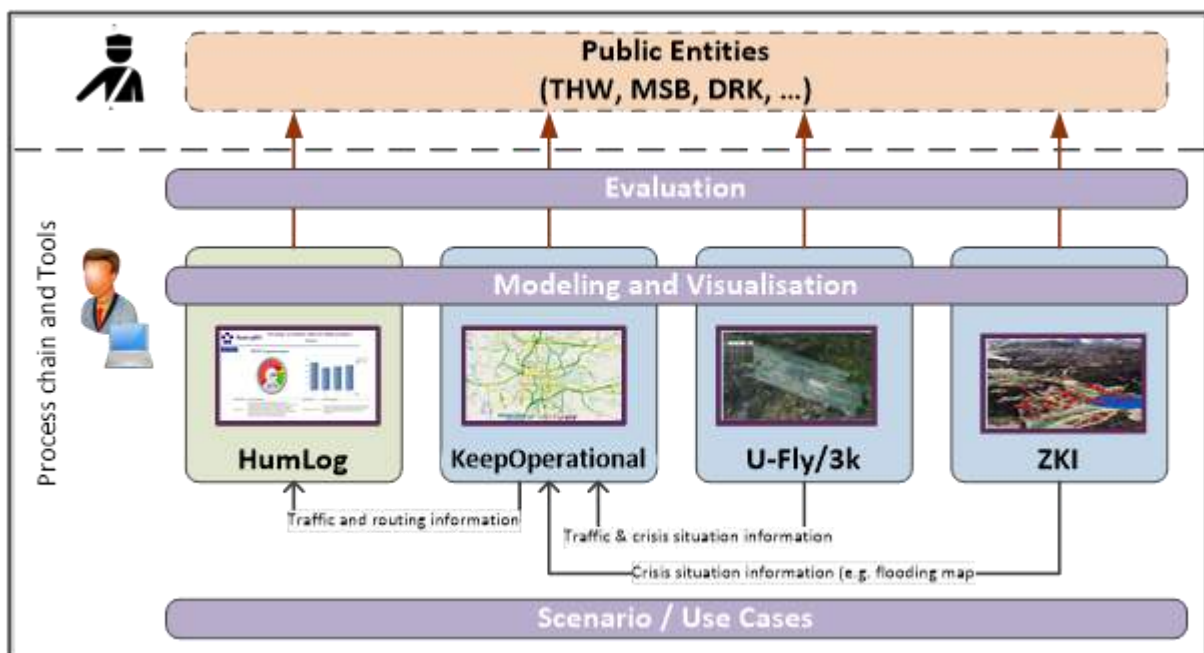 Public Entities
(THW, MSB, DRK, ...)
Evaluation
Process chain and Tools
Modeling and Visualisation
HumLog
KeepOperational
U-Fly/3k
ZKI
Traffic and routing information
Traffic & crisis situation information
Crisis situation information (e.g. flooding map
Scenario / Use Cases